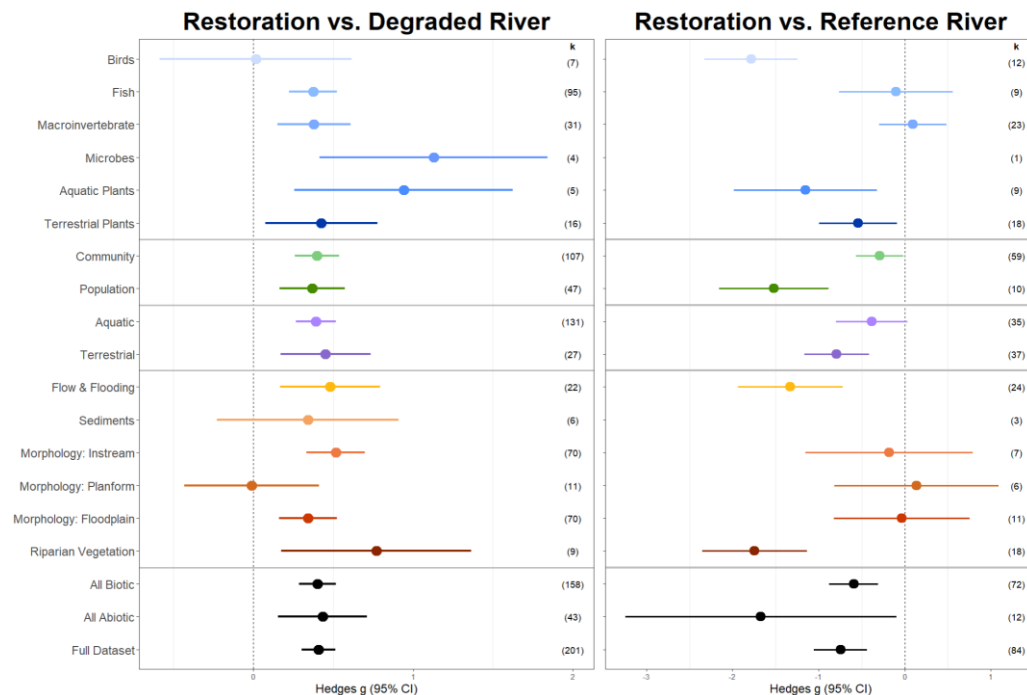 Restoration vs. Degraded River Restoration vs. Reference River
k k
Birds (7) (12)
Fish (95) (9)
Macroinvertebrate (31) (23)
Microbes (4) (1)
Aquatic Plants (5) (9)
Terrestrial Plants (16) (18)
Community (107) (59)
Population (47) (10)
Aquatic (131) (35)
Terrestrial (27) (37)
Flow & Flooding (22) (24)
Sediments (6) (3)
Morphology: Instream (70) (7)
Morphology: Planform (11) (6)
Morphology: Floodplain (70) (11)
Riparian Vegetation (9) (18)
All Biotic (158) (72)
All Abiotic (43) (12)
Full Dataset (201) (84)
0 1 2 -3 -2 -1 0 1
Hedges g (95% CI) Hedges g (95% CI)